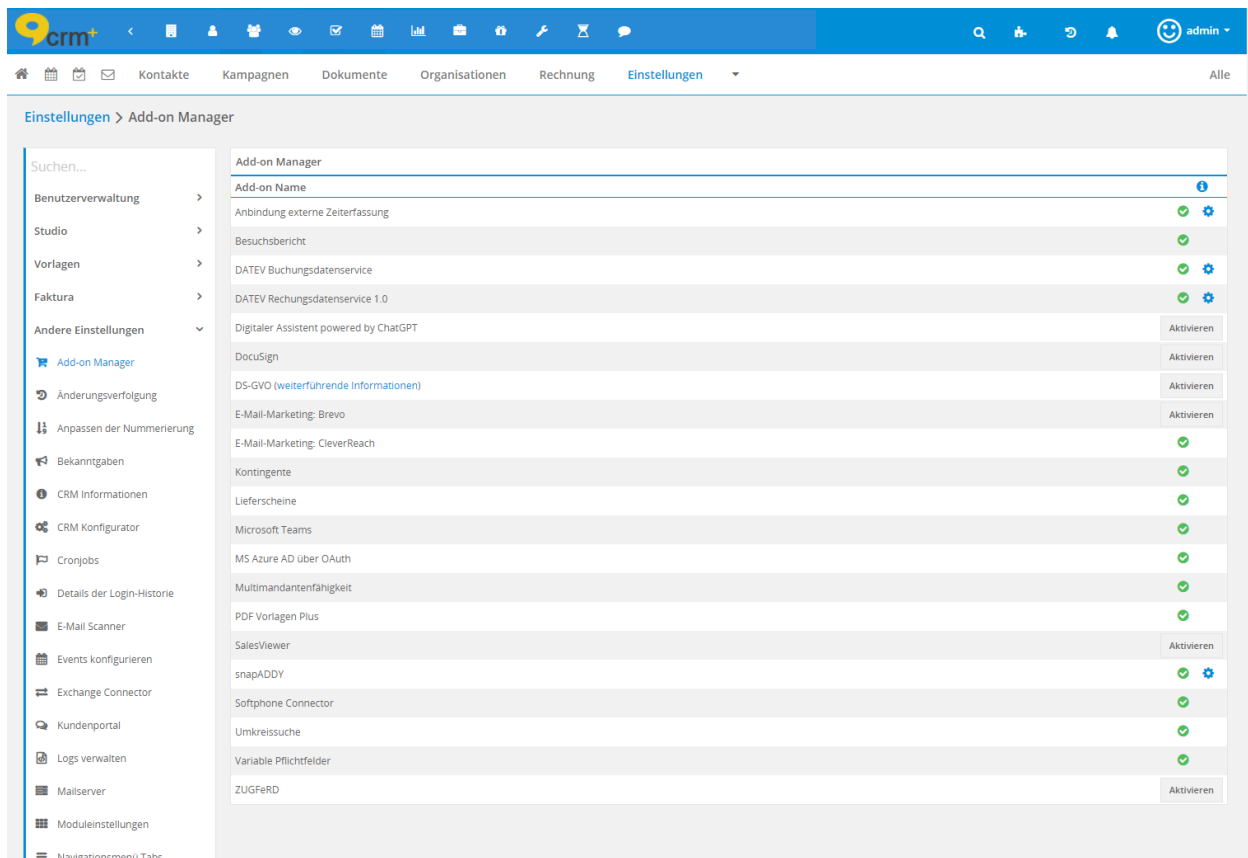 crm+
admin
Kontakte Kampagnen Dokumente Organisationen Rechnung Einstellungen Alle
Einstellungen > Add-on Manager
Suchen...
Benutzerverwaltung
Studio
Vorlagen
Faktura
Andere Einstellungen
Add-on Manager
Änderungsverfolgung
Anpassen der Nummerierung
Bekanntgaben
CRM Informationen
CRM Konfigurator
Cronjobs
Details der Login-Historie
E-Mail Scanner
Events konfigurieren
Exchange Connector
Kundenportal
Logs verwalten
Mailserver
Moduleinstellungen
Navigationsmenü Tabs
Add-on Manager
Add-on Name
Anbindung externe Zeiterfassung
Besuchsbericht
DATEV Buchungsdatenservice
DATEV Rechungsdatenservice 1.0
Digitaler Assistent powered by ChatGPT Aktivieren
DocuSign Aktivieren
DS-GVO (weiterführende Informationen) Aktivieren
E-Mail-Marketing: Brevo Aktivieren
E-Mail-Marketing: CleverReach
Kontingente
Lieferscheine
Microsoft Teams
MS Azure AD über OAuth
Multimandantenfähigkeit
PDF Vorlagen Plus
SalesViewer Aktivieren
snapADDY
Softphone Connector
Umkreissuche
Variable Pflichtfelder
ZUGFeRD Aktivieren